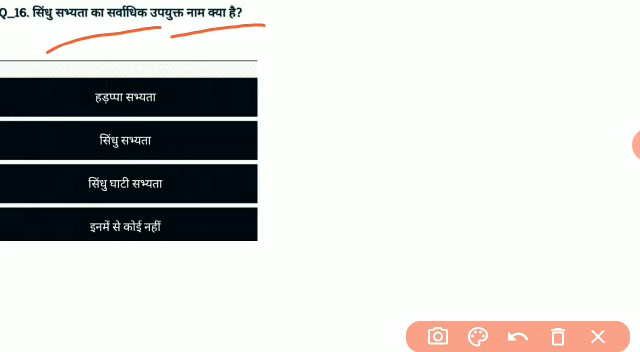 Q_16. सिंधु सभ्यता का सर्वाधिक उपयुक्त नाम क्या है?
हड़प्पा सभ्यता
सिंधु सभ्यता
सिंधु घाटी सभ्यता
इनमें से कोई नहीं